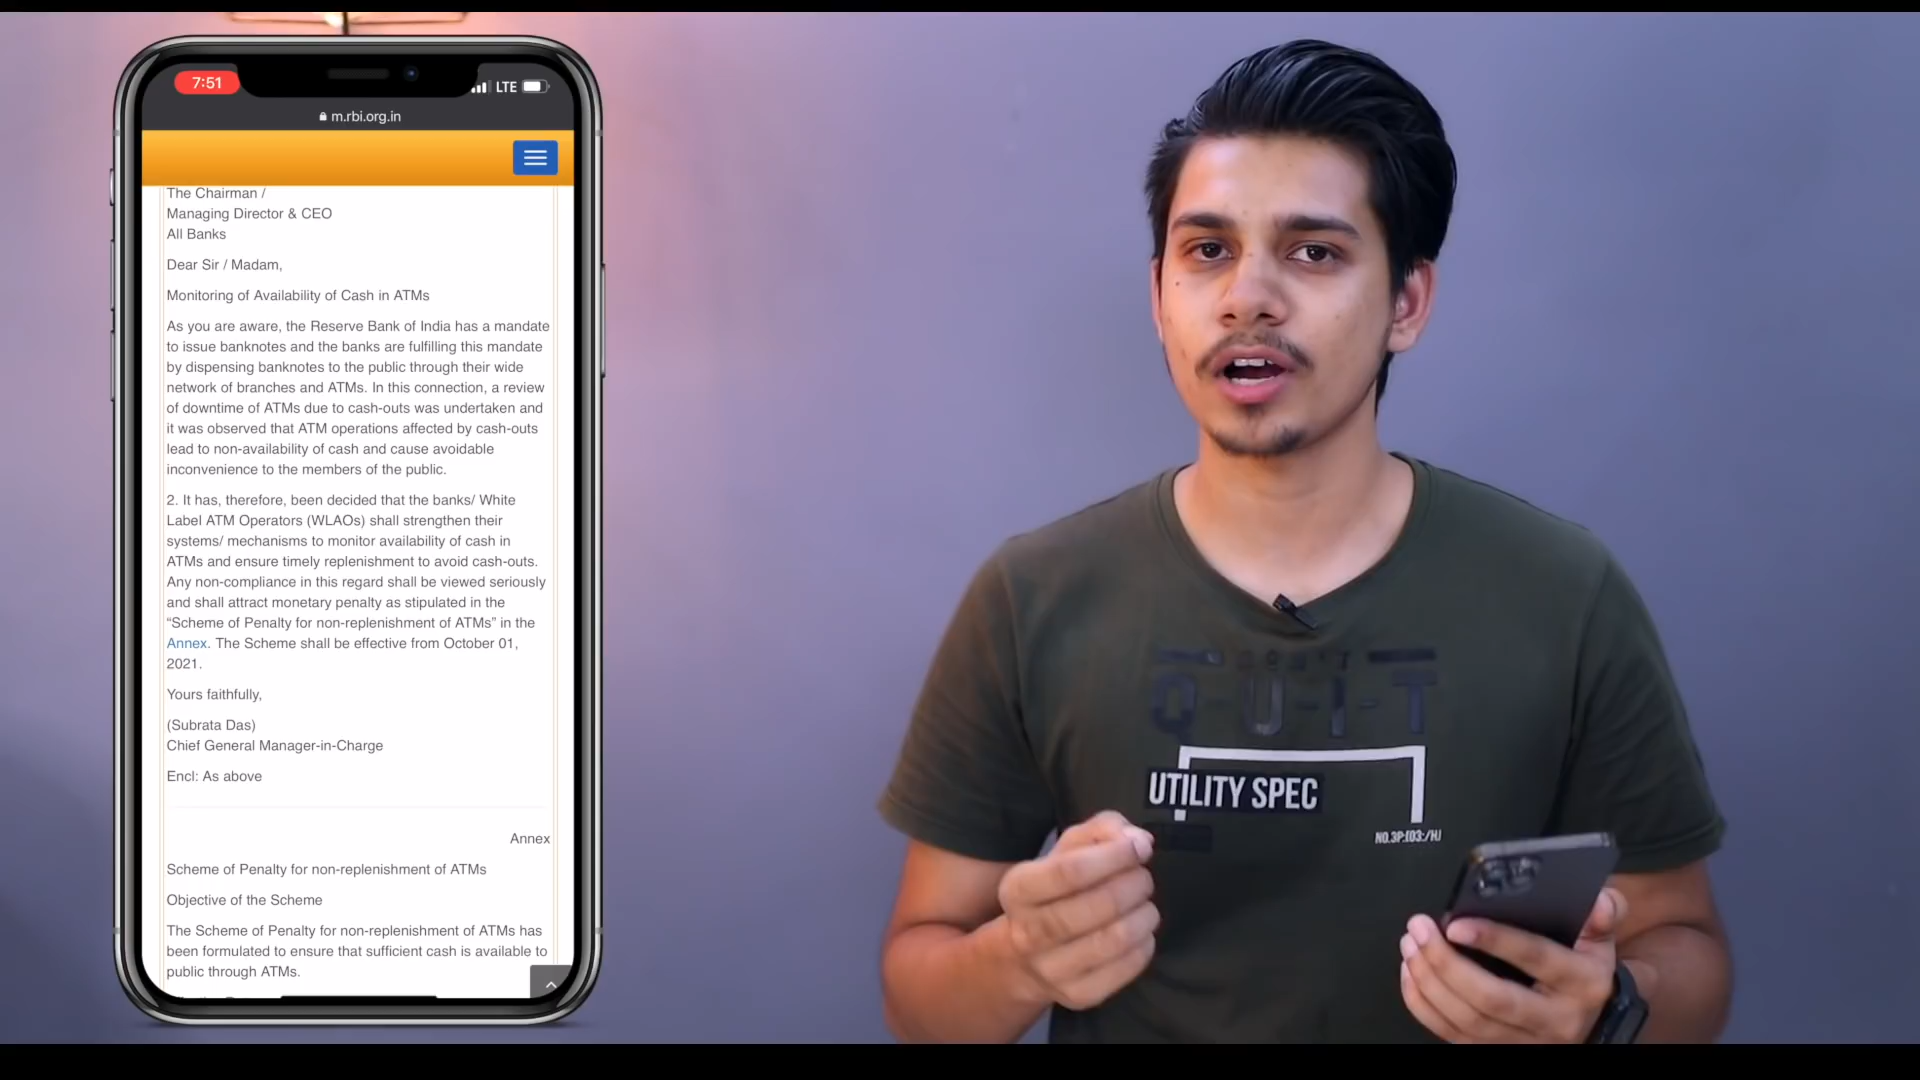 7:51
LTE
m.rbi.org.in
The Chairman /
Managing Director & CEO
All Banks
Dear Sir / Madam,
Monitoring of Availability of Cash in ATMs
As you are aware, the Reserve Bank of India has a mandate
to issue banknotes and the banks are fulfilling this mandate
by dispensing banknotes to the public through their wide
network of branches and ATMs. In this connection, a review
of downtime of ATMs due to cash-outs was undertaken and
it was observed that ATM operations affected by cash-outs
lead to non-availability of cash and cause avoidable
inconvenience to the members of the public.
2. It has, therefore, been decided that the banks/ White
Label ATM Operators (WLAOs) shall strengthen their
systems/ mechanisms to monitor availability of cash in
ATMs and ensure timely replenishment to avoid cash-outs.
Any non-compliance in this regard shall be viewed seriously
and shall attract monetary penalty as stipulated in the
“Scheme of Penalty for non-replenishment of ATMs” in the
Annex. The Scheme shall be effective from October 01,
2021.
Yours faithfully,
(Subrata Das)
Chief General Manager-in-Charge
Encl: As above
Annex
Scheme of Penalty for non-replenishment of ATMs
Objective of the Scheme
The Scheme of Penalty for non-replenishment of ATMs has
been formulated to ensure that sufficient cash is available to
public through ATMs.
Q-U-I-T
UTILITY SPEC